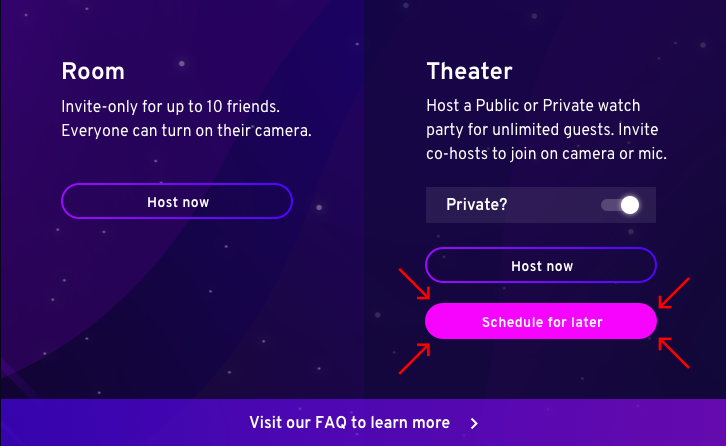 Room
Invite-only for up to 10 friends.
Everyone can turn on their camera.
Host now
Theater
Host a Public or Private watch
party for unlimited guests. Invite
co-hosts to join on camera or mic.
Private?
Host now
Schedule for later
Visit our FAQ to learn more